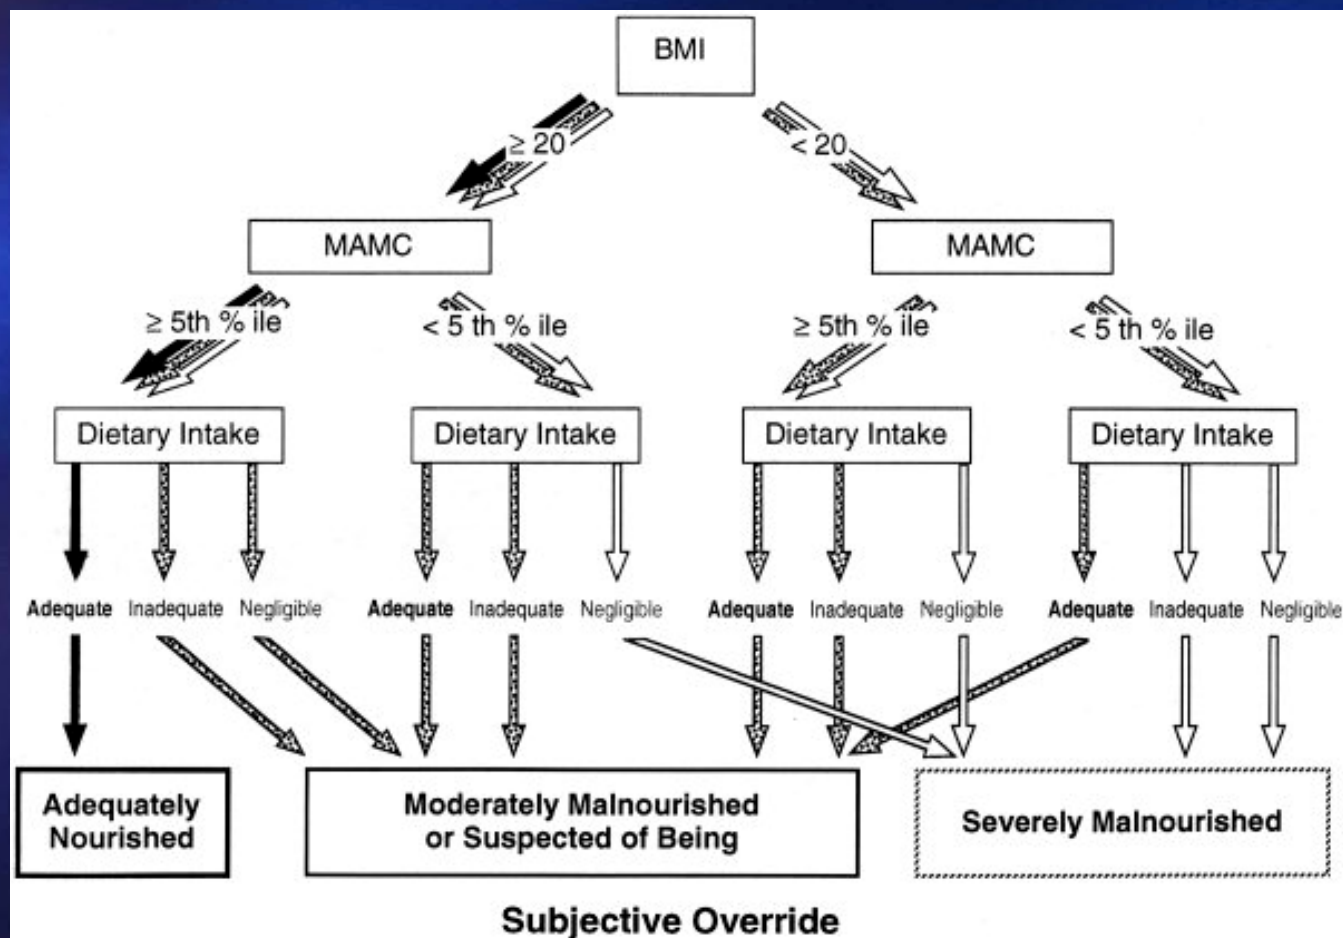 BMI
≥ 20
< 20
MAMC
MAMC
≥ 5th % ile
< 5 th % ile
≥ 5th % ile
< 5 th % ile
Dietary Intake
Dietary Intake
Dietary Intake
Dietary Intake
Adequate Inadequate Negligible
Adequate Inadequate Negligible
Adequate Inadequate Negligible
Adequate Inadequate Negligible
Adequately
Nourished
Moderately Malnourished
or Suspected of Being
Severely Malnourished
Subjective Override